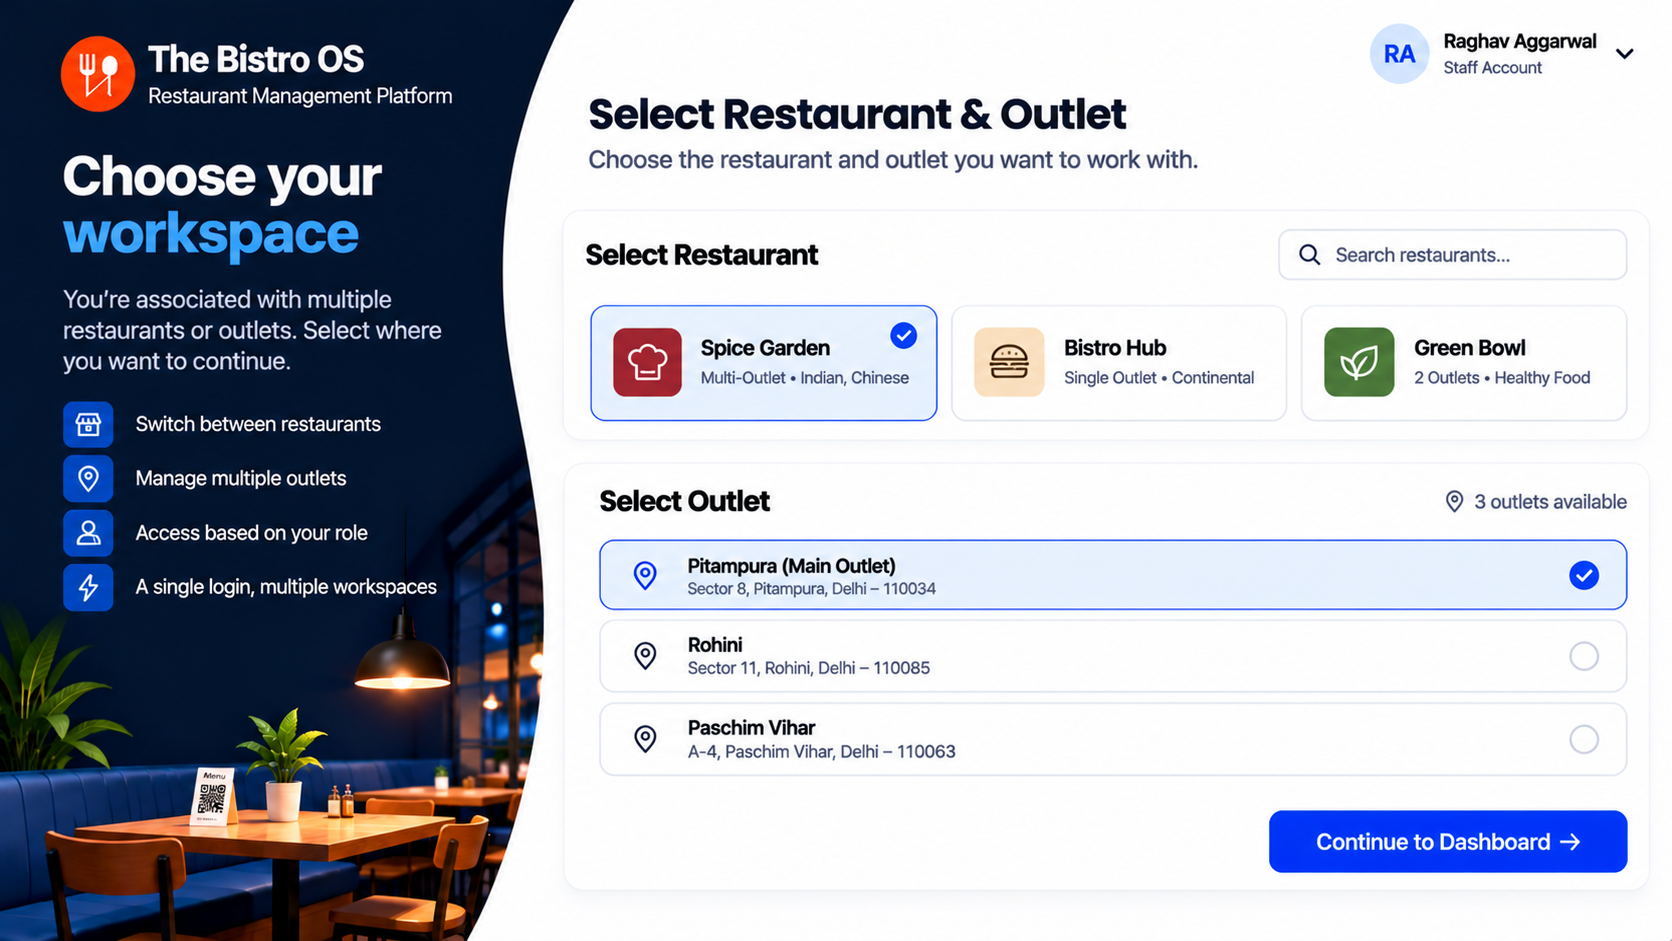 The Bistro OS
Restaurant Management Platform
Choose your
workspace
You're associated with multiple
restaurants or outlets. Select where
you want to continue.
Switch between restaurants
Manage multiple outlets
Access based on your role
A single login, multiple workspaces
Menu
RA
Raghav Aggarwal
Staff Account
Select Restaurant & Outlet
Choose the restaurant and outlet you want to work with.
Select Restaurant
Search restaurants...
Spice Garden
Multi-Outlet • Indian, Chinese
Bistro Hub
Single Outlet • Continental
Green Bowl
2 Outlets • Healthy Food
Select Outlet
3 outlets available
Pitampura (Main Outlet)
Sector 8, Pitampura, Delhi – 110034
Rohini
Sector 11, Rohini, Delhi – 110085
Paschim Vihar
A-4, Paschim Vihar, Delhi – 110063
Continue to Dashboard →